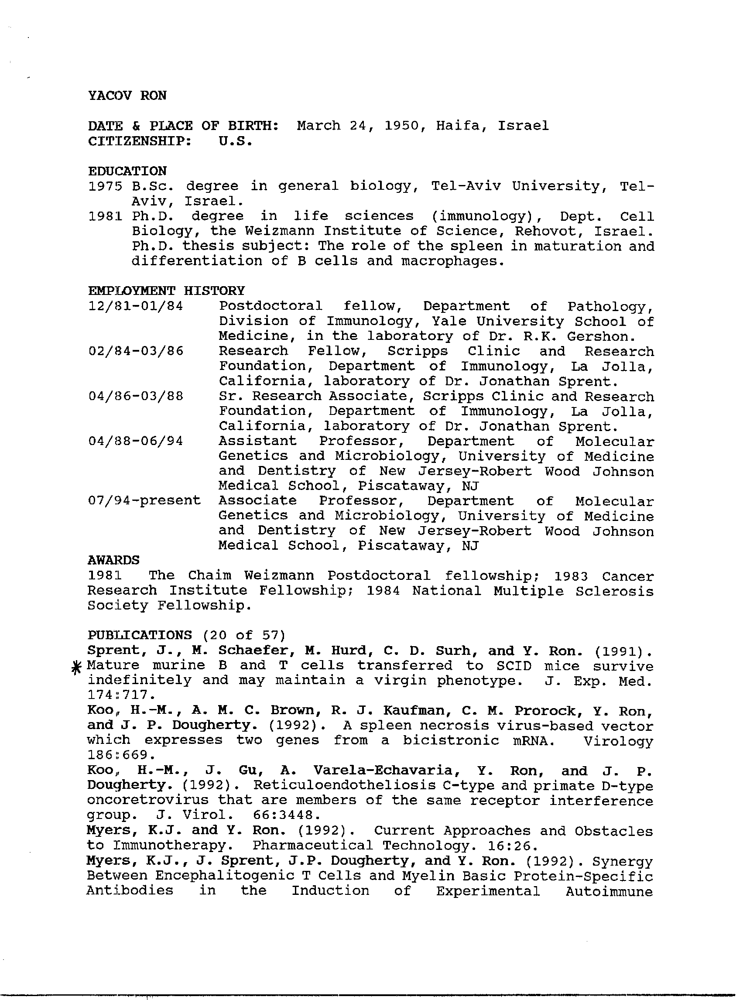 YACOV RON
DATE & PLACE OF BIRTH: March 24, 1950, Haifa, Israel
CITIZENSHIP: U.S.
EDUCATION
1975 B.Sc. degree in general biology, Tel-Aviv University, Tel-
Aviv, Israel.
1981 Ph.D. degree in life sciences (immunology), Dept. Cell
Biology, the Weizmann Institute of Science, Rehovot, Israel.
Ph.D. thesis subject: The role of the spleen in maturation and
differentiation of B cells and macrophages.
EMPLOYMENT HISTORY
12/81-01/84 Postdoctoral fellow, Department of Pathology,
Division of Immunology, Yale University School of
Medicine, in the laboratory of Dr. R.K. Gershon.
02/84-03/86 Research Fellow, Scripps Clinic and Research
Foundation, Department of Immunology, La Jolla,
California, laboratory of Dr. Jonathan Sprent.
04/86-03/88 Sr. Research Associate, Scripps Clinic and Research
Foundation, Department of Immunology, La Jolla,
California, laboratory of Dr. Jonathan Sprent.
04/88-06/94 Assistant Professor, Department of Molecular
Genetics and Microbiology, University of Medicine
and Dentistry of New Jersey-Robert Wood Johnson
Medical School, Piscataway, NJ
07/94-present Associate Professor, Department of Molecular
Genetics and Microbiology, University of Medicine
and Dentistry of New Jersey-Robert Wood Johnson
Medical School, Piscataway, NJ
AWARDS
1981 The Chaim Weizmann Postdoctoral fellowship; 1983 Cancer
Research Institute Fellowship; 1984 National Multiple Sclerosis
Society Fellowship.
PUBLICATIONS (20 of 57)
Sprent, J., M. Schaefer, M. Hurd, C. D. Surh, and Y. Ron. (1991).
* Mature murine B and T cells transferred to SCID mice survive
indefinitely and may maintain a virgin phenotype. J. Exp. Med.
174:717.
Koo, H.-M., A. M. C. Brown, R. J. Kaufman, C. M. Prorock, Y. Ron,
and J. P. Dougherty. (1992). A spleen necrosis virus-based vector
which expresses two genes from a bicistronic mRNA. Virology
186:669.
Koo, H.-M., J. Gu, A. Varela-Echavaria, Y. Ron, and J. P.
Dougherty. (1992). Reticuloendotheliosis C-type and primate D-type
oncoretrovirus that are members of the same receptor interference
group. J. Virol. 66:3448.
Myers, K.J. and Y. Ron. (1992). Current Approaches and Obstacles
to Immunotherapy. Pharmaceutical Technology. 16:26.
Myers, K.J., J. Sprent, J.P. Dougherty, and Y. Ron. (1992). Synergy
Between Encephalitogenic T Cells and Myelin Basic Protein-Specific
Antibodies in the Induction of Experimental Autoimmune